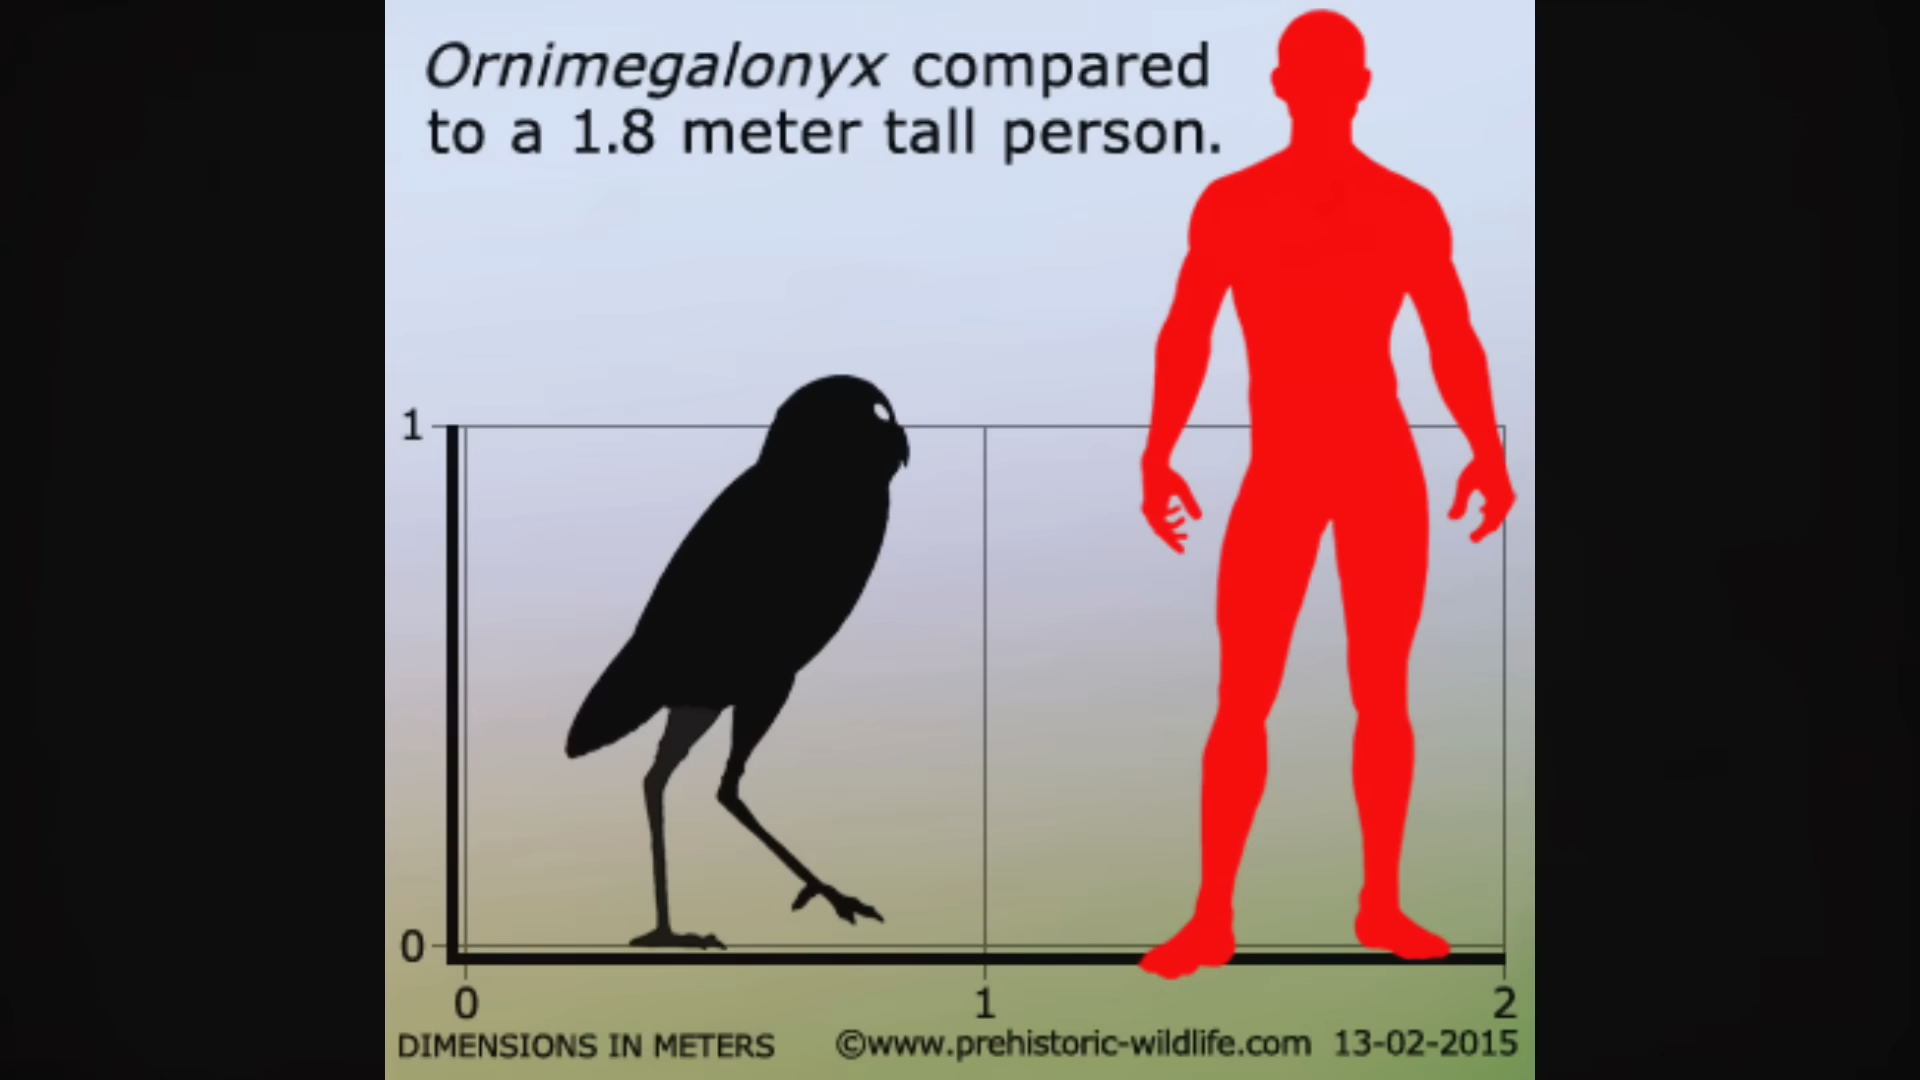 Ornimegalonyx compared
to a 1.8 meter tall person.
1
0
0 1 2
DIMENSIONS IN METERS ©www.prehistoric-wildlife.com 13-02-2015